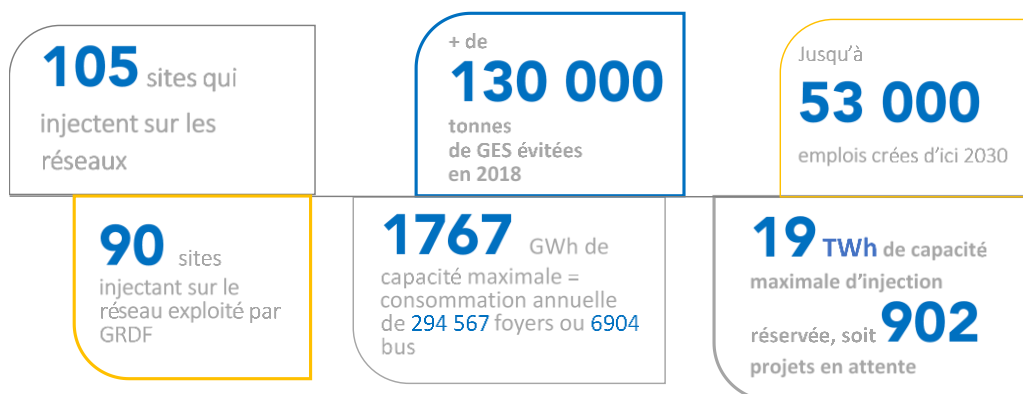 105 sites qui
injectent sur les
réseaux
+ de
130 000
tonnes
de GES évitées
en 2018
Jusqu’à
53 000
emplois crées d’ici 2030
90 sites
injectant sur le
réseau exploité par
GRDF
1767 GWh de
capacité maximale =
consommation annuelle
de 294 567 foyers ou 6904
bus
19 TWh de capacité
maximale d’injection
réservée, soit 902
projets en attente